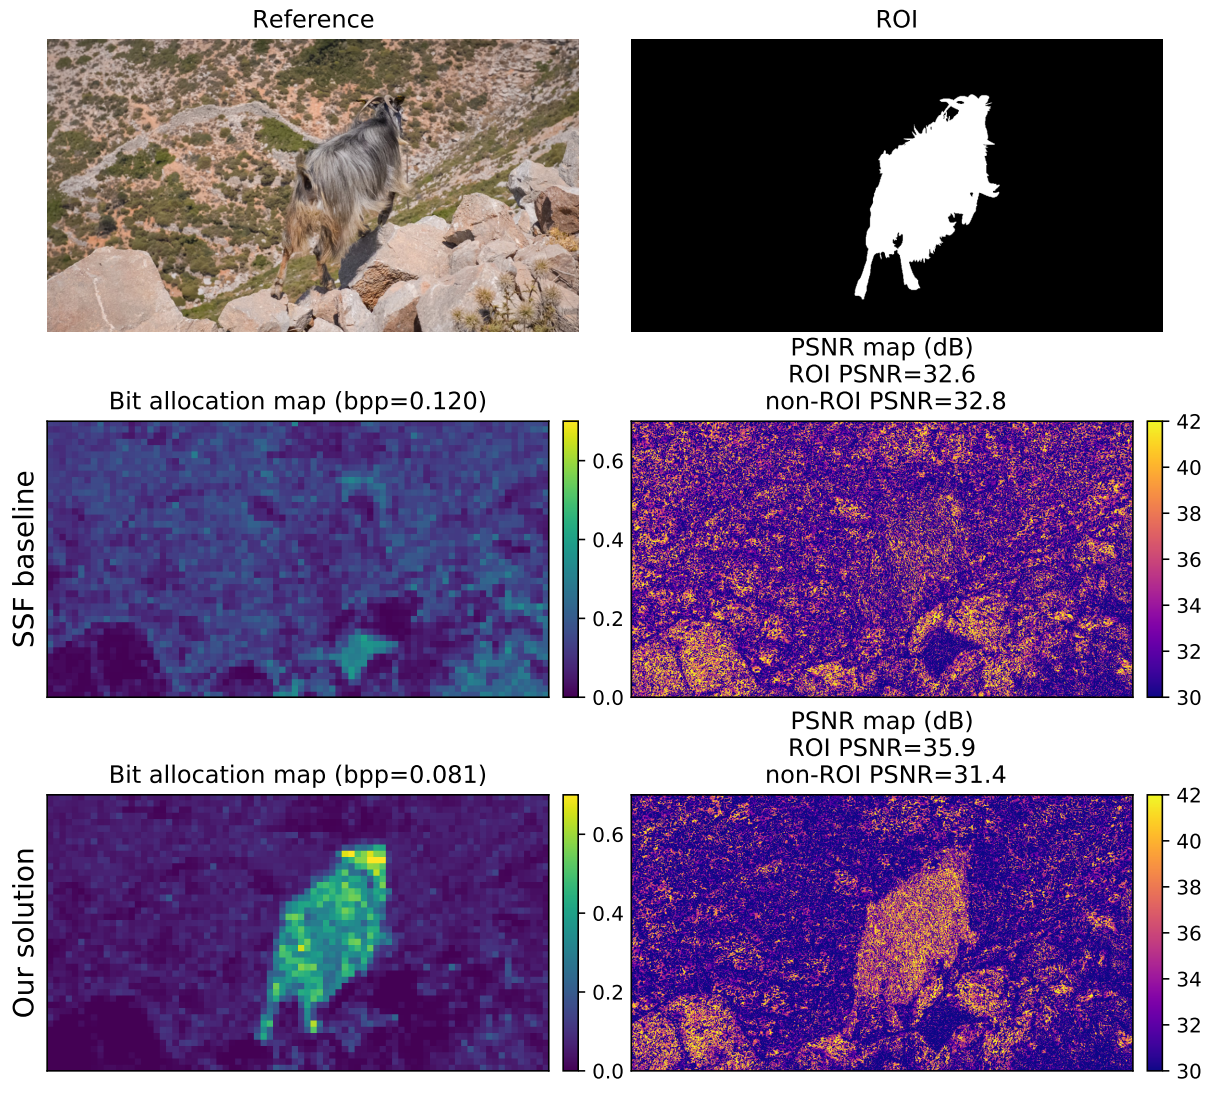 Reference
ROI
PSNR map (dB)
ROI PSNR=32.6
Bit allocation map (bpp=0.120)
non-ROI PSNR=32.8
SSF baseline
0.6
0.4
0.2
0.0
42
40
38
36
34
32
30
PSNR map (dB)
ROI PSNR=35.9
Bit allocation map (bpp=0.081)
non-ROI PSNR=31.4
Our solution
0.6
0.4
0.2
0.0
42
40
38
36
34
32
30